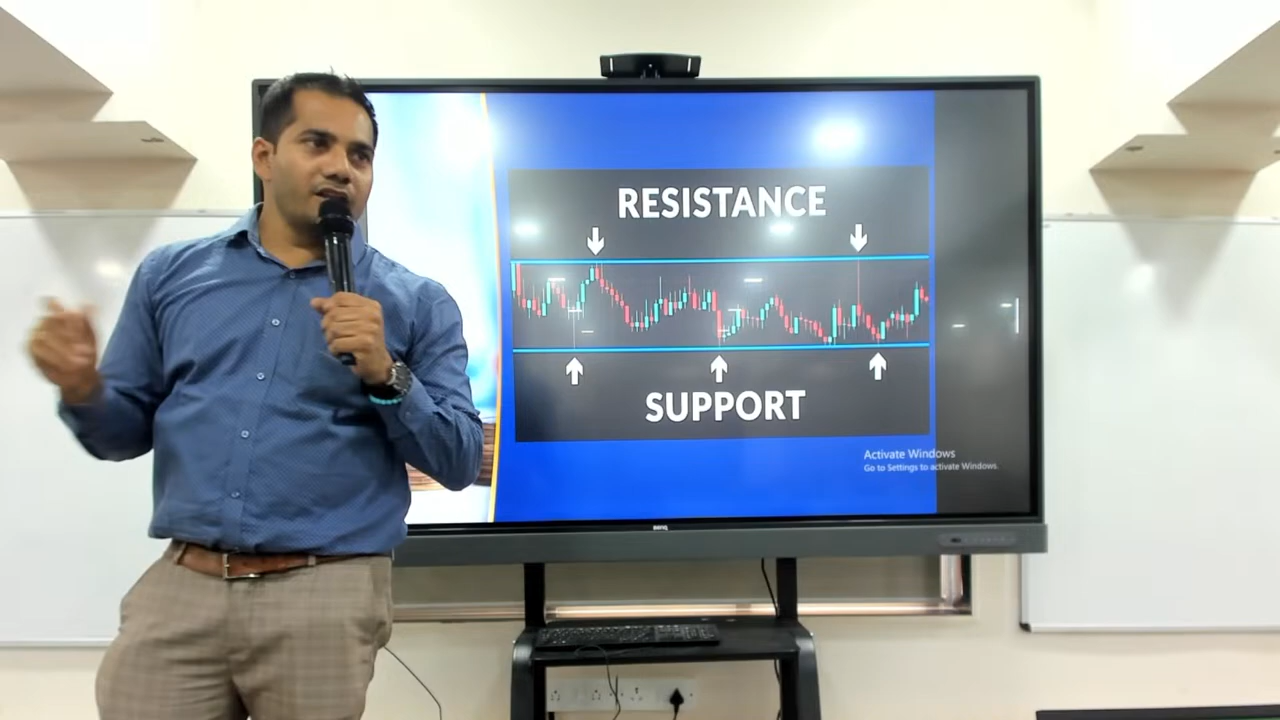 RESISTANCE
SUPPORT
Activate Windows
Go to Settings to activate Windows.
BenQ